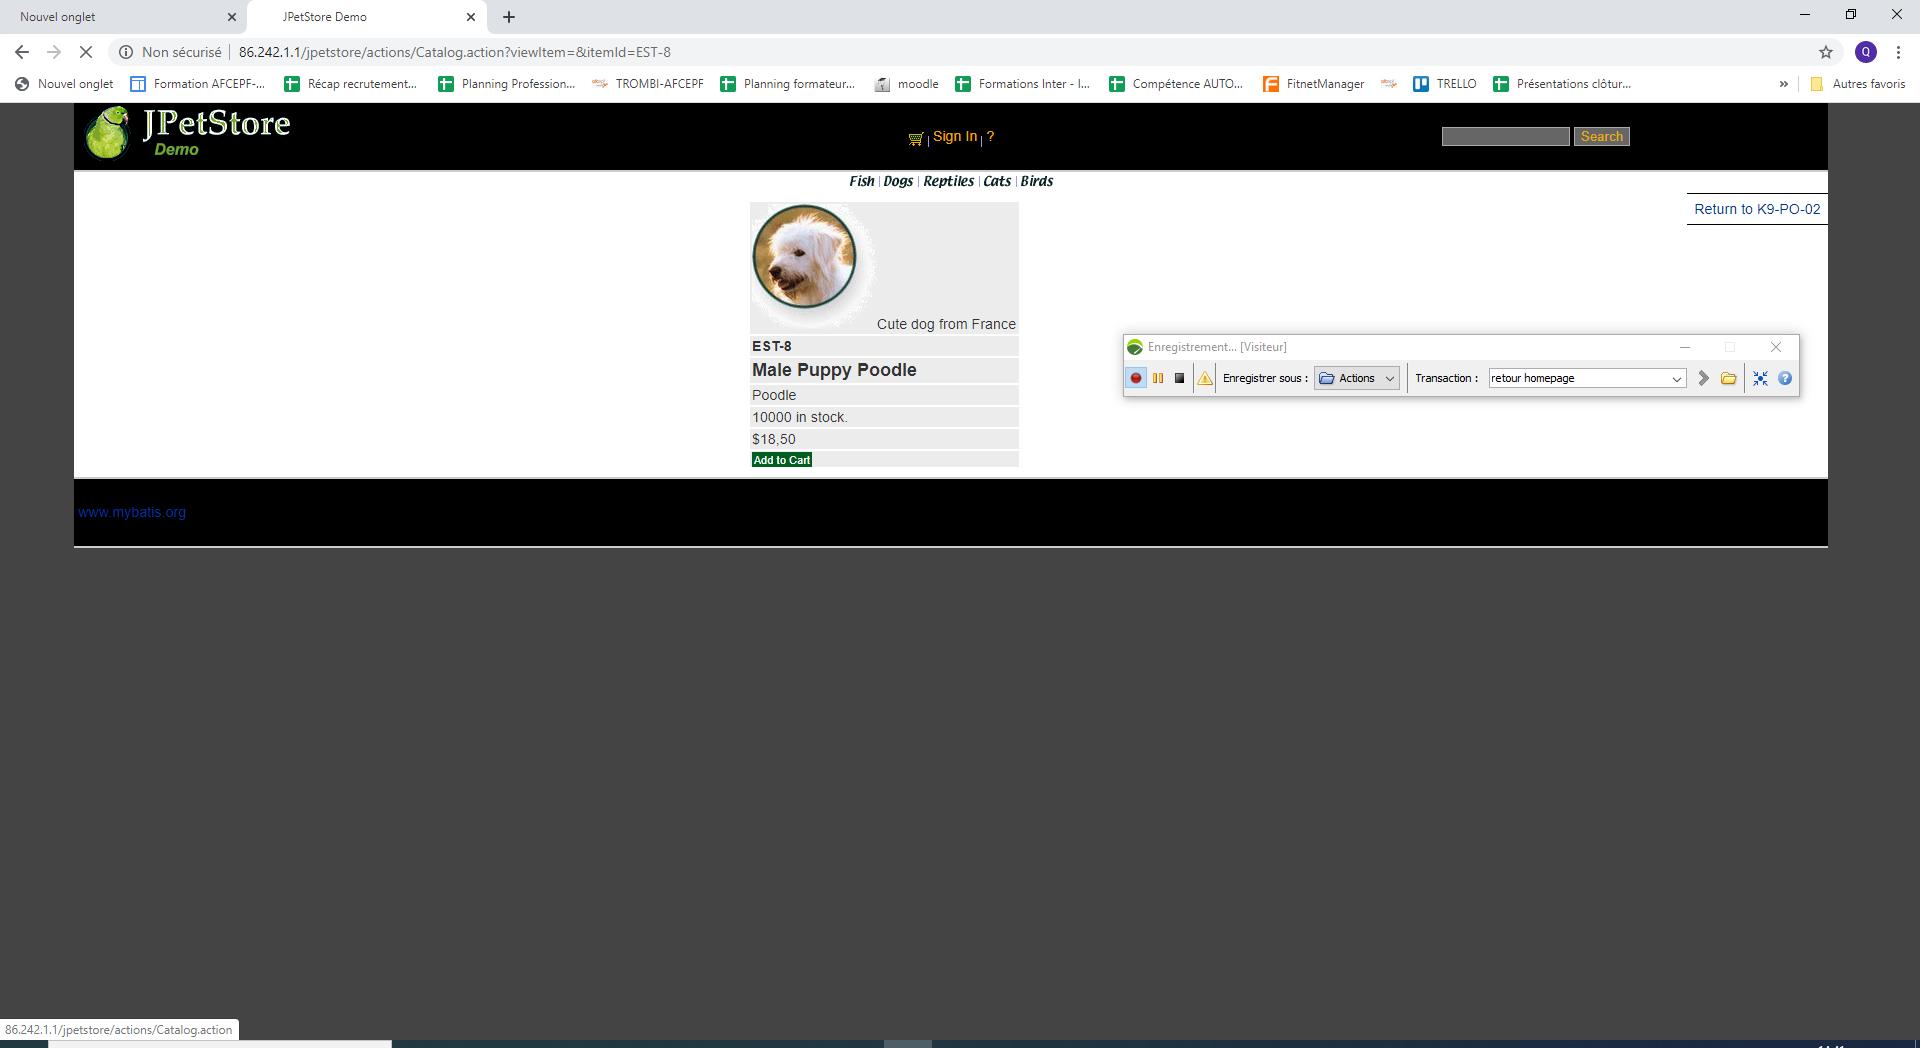 Nouvel onglet
JPetStore Demo
Non sécurisé
86.242.1.1/jpetstore/actions/Catalog.action?viewItem=&itemId=EST-8
Q
Nouvel onglet
Formation AFCEPF-...
Récap recrutement...
Planning Profession...
TROMBI-AFCEPF
Planning formateur...
moodle
Formations Inter - I...
Compétence AUTO...
FitnetManager
TRELLO
Présentations clôtur...
»
Autres favoris
JPetStore
Demo
Sign In
?
Search
Fish | Dogs | Reptiles | Cats | Birds
Return to K9-PO-02
Cute dog from France
EST-8
Male Puppy Poodle
Poodle
10000 in stock.
$18,50
Add to Cart
Enregistrement... [Visiteur]
Enregistrer sous :
Actions
Transaction :
retour homepage
www.mybatis.org
86.242.1.1/jpetstore/actions/Catalog.action